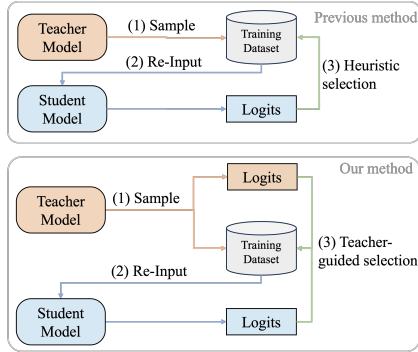 Previous method
Teacher
Model
(1) Sample
Training
Dataset
(2) Re-Input
(3) Heuristic
selection
Student
Model
Logits
Our method
Logits
Teacher
Model
(1) Sample
Training
Dataset
(3) Teacher-
guided selection
(2) Re-Input
Student
Model
Logits